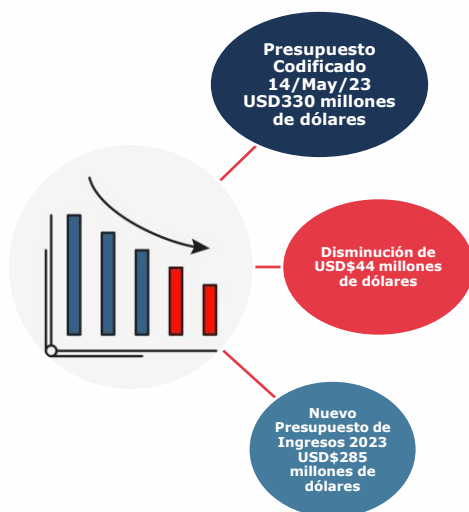 Presupuesto
Codificado
14/May/23
USD330 millones
de dólares
Disminución de
USD$44 millones
de dólares
Nuevo
Presupuesto de
Ingresos 2023
USD$285
millones de
dólares